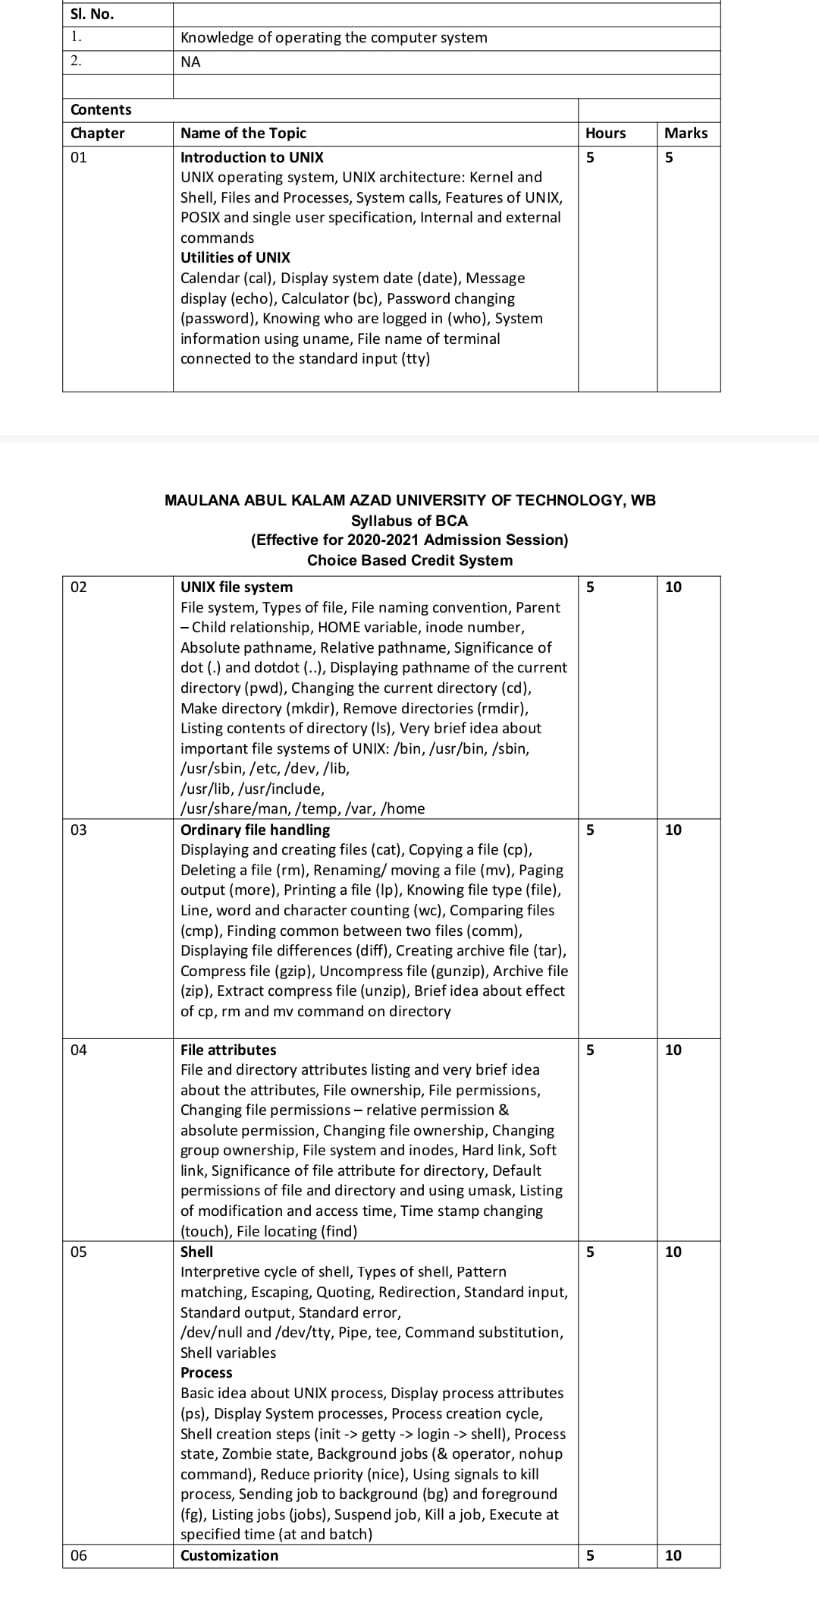 Sl. No.
1. Knowledge of operating the computer system
2. NA
Contents
Chapter Name of the Topic Hours Marks
01 Introduction to UNIX 5 5
UNIX operating system, UNIX architecture: Kernel and
Shell, Files and Processes, System calls, Features of UNIX,
POSIX and single user specification, Internal and external
commands
Utilities of UNIX
Calendar (cal), Display system date (date), Message
display (echo), Calculator (bc), Password changing
(password), Knowing who are logged in (who), System
information using uname, File name of terminal
connected to the standard input (tty)
MAULANA ABUL KALAM AZAD UNIVERSITY OF TECHNOLOGY, WB
Syllabus of BCA
(Effective for 2020-2021 Admission Session)
Choice Based Credit System
02 UNIX file system 5 10
File system, Types of file, File naming convention, Parent
– Child relationship, HOME variable, inode number,
Absolute pathname, Relative pathname, Significance of
dot (.) and dotdot (..), Displaying pathname of the current
directory (pwd), Changing the current directory (cd),
Make directory (mkdir), Remove directories (rmdir),
Listing contents of directory (ls), Very brief idea about
important file systems of UNIX: /bin, /usr/bin, /sbin,
/usr/sbin, /etc, /dev, /lib,
/usr/lib, /usr/include,
/usr/share/man, /temp, /var, /home
03 Ordinary file handling 5 10
Displaying and creating files (cat), Copying a file (cp),
Deleting a file (rm), Renaming/ moving a file (mv), Paging
output (more), Printing a file (lp), Knowing file type (file),
Line, word and character counting (wc), Comparing files
(cmp), Finding common between two files (comm),
Displaying file differences (diff), Creating archive file (tar),
Compress file (gzip), Uncompress file (gunzip), Archive file
(zip), Extract compress file (unzip), Brief idea about effect
of cp, rm and mv command on directory
04 File attributes 5 10
File and directory attributes listing and very brief idea
about the attributes, File ownership, File permissions,
Changing file permissions – relative permission &
absolute permission, Changing file ownership, Changing
group ownership, File system and inodes, Hard link, Soft
link, Significance of file attribute for directory, Default
permissions of file and directory and using umask, Listing
of modification and access time, Time stamp changing
(touch), File locating (find)
05 Shell 5 10
Interpretive cycle of shell, Types of shell, Pattern
matching, Escaping, Quoting, Redirection, Standard input,
Standard output, Standard error,
/dev/null and /dev/tty, Pipe, tee, Command substitution,
Shell variables
Process
Basic idea about UNIX process, Display process attributes
(ps), Display System processes, Process creation cycle,
Shell creation steps (init -> getty -> login -> shell), Process
state, Zombie state, Background jobs (& operator, nohup
command), Reduce priority (nice), Using signals to kill
process, Sending job to background (bg) and foreground
(fg), Listing jobs (jobs), Suspend job, Kill a job, Execute at
specified time (at and batch)
06 Customization 5 10